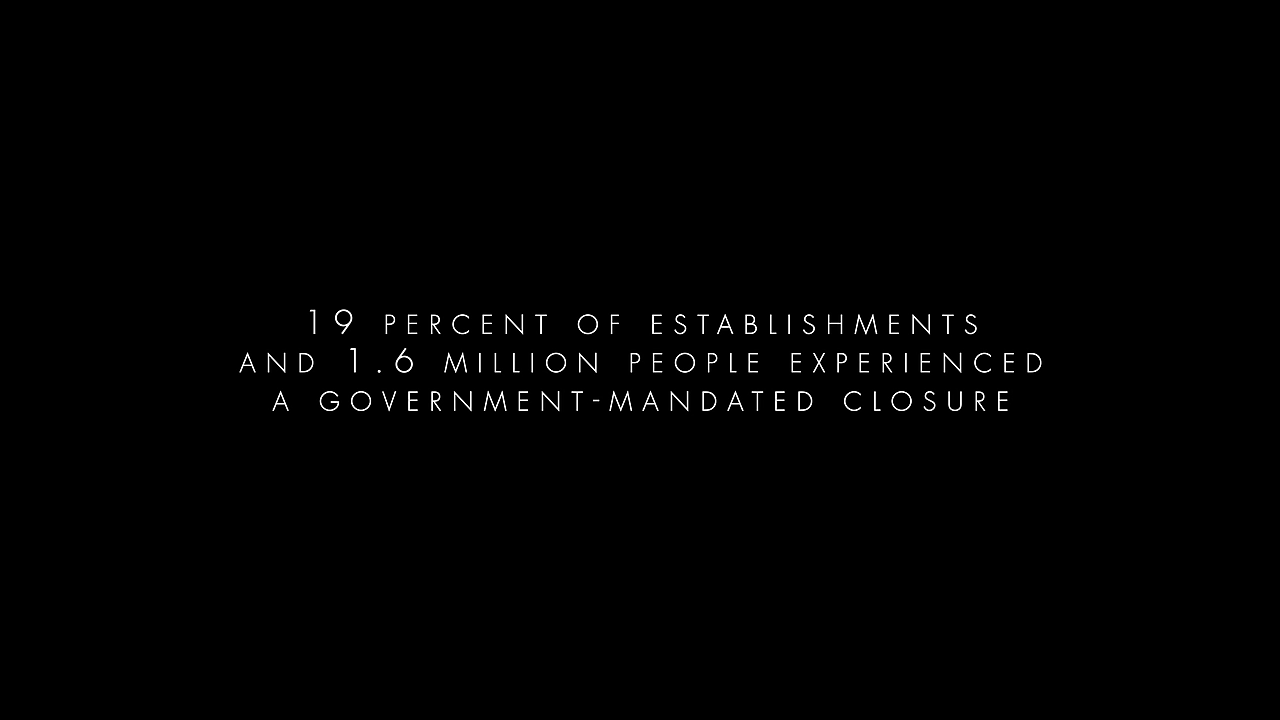 19 PERCENT OF ESTABLISHMENTS
AND 1.6 MILLION PEOPLE EXPERIENCED
A GOVERNMENT-MANDATED CLOSURE